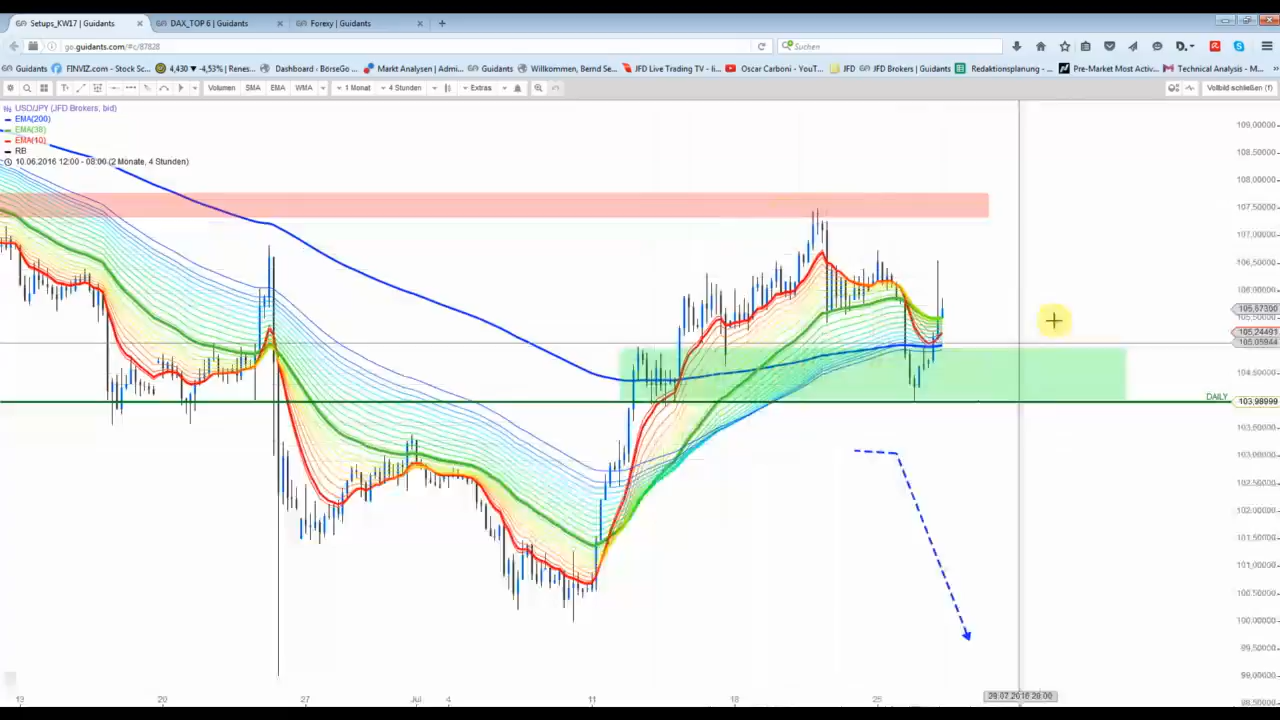 Setups_KW17 | Guidants
DAX_TOP 6 | Guidants
Forexy | Guidants
go.guidants.com/#c/87828
Suchen
Guidants
FINVIZ.com - Stock Sc...
4,430 ▾ -4,53% | Renes...
Dashboard - BörseGo ...
Markt Analysen | Admi...
Guidants
Willkommen, Bernd Se...
JFD Live Trading TV - li...
Oscar Carboni - YouT...
JFD
JFD Brokers | Guidants
Redaktionsplanung - ...
Pre-Market Most Activ...
Technical Analysis - M...
Volumen
SMA
EMA
WMA
1 Monat
4 Stunden
Extras
Vollbild schließen (f)
USD/JPY (JFD Brokers, bid)
EMA(200)
EMA(38)
EMA(10)
RB
10.06.2016 12:00 - 08:00 (2 Monate, 4 Stunden)
109,00000
108,50000
108,00000
107,50000
107,00000
106,50000
106,00000
105,67300
105,50000
105,24491
105,05944
104,50000
DAILY
103,98999
103,50000
103,00000
102,50000
102,00000
101,50000
101,00000
100,50000
100,00000
99,50000
99,00000
98,50000
13
20
27
Jul
4
11
18
25
29.07.2016 20:00